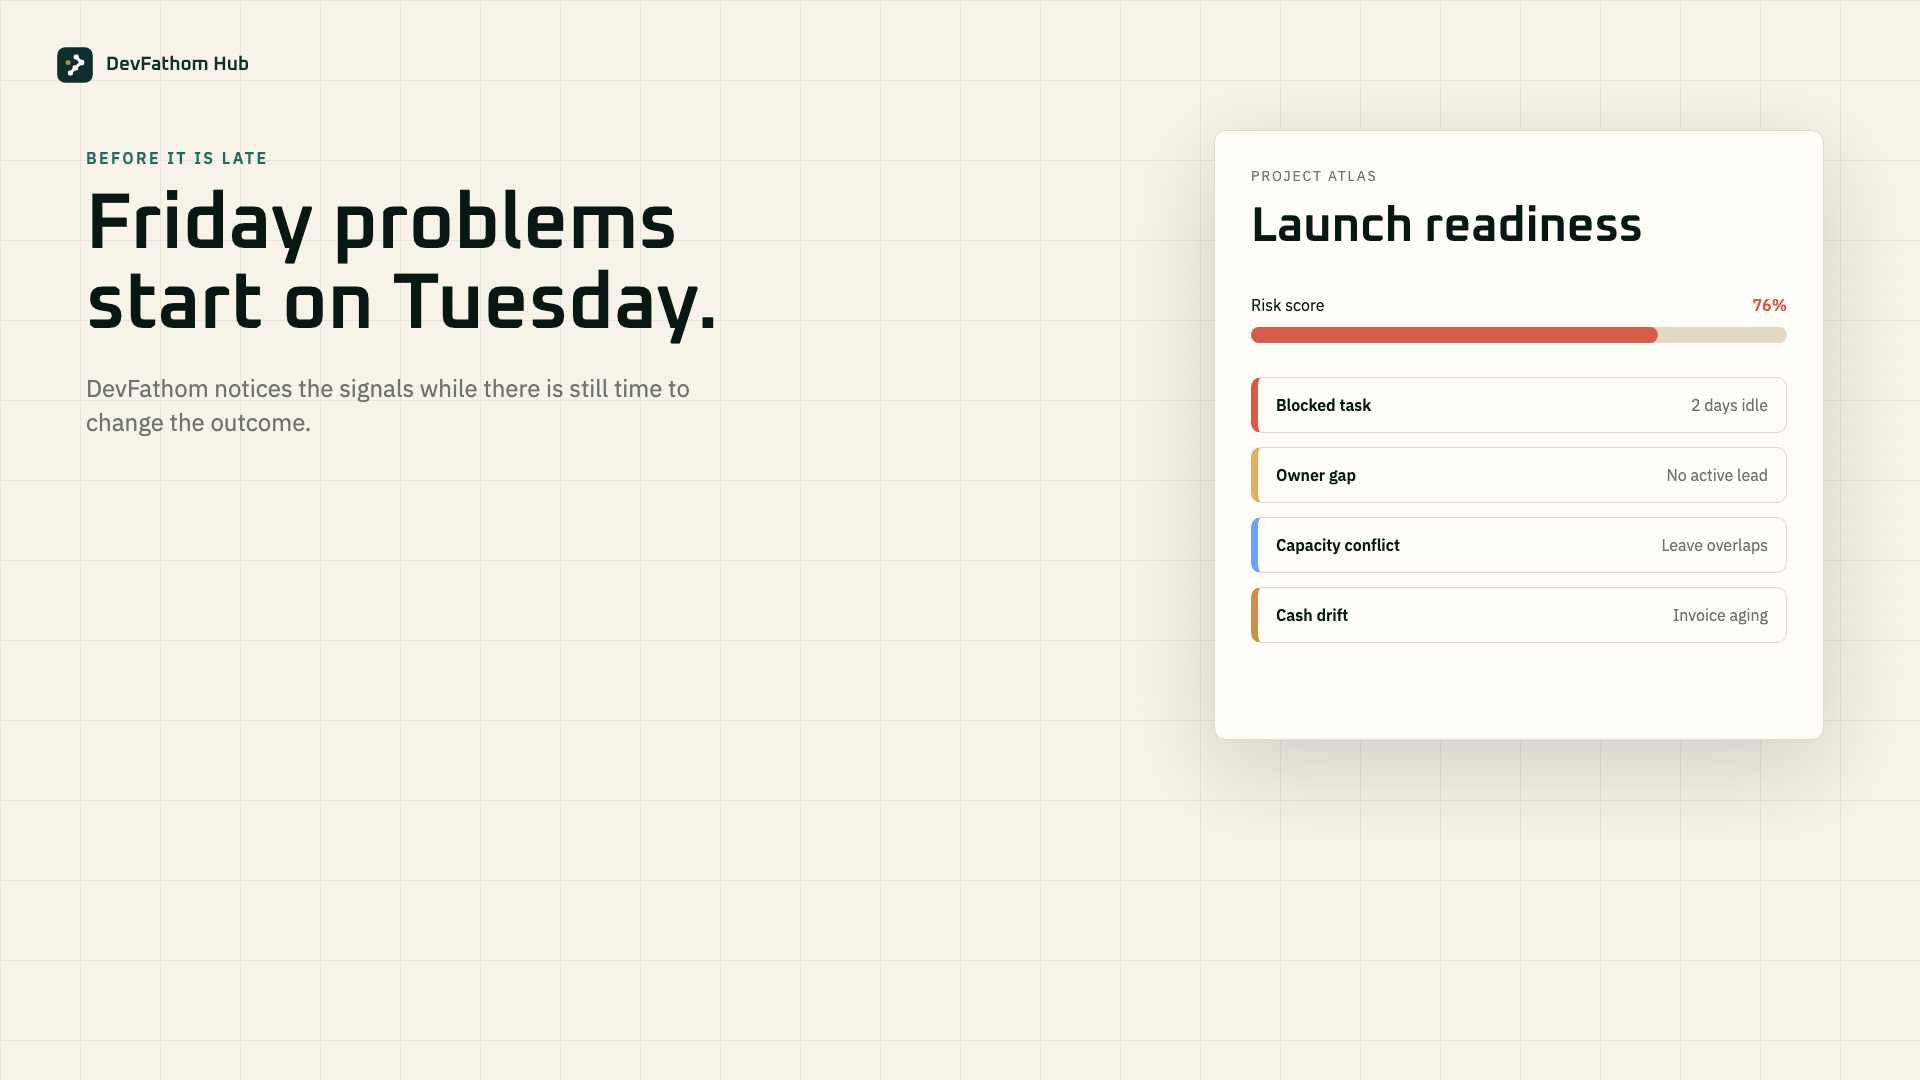 DevFathom Hub
BEFORE IT IS LATE
Friday problems
start on Tuesday.
DevFathom notices the signals while there is still time to
change the outcome.
PROJECT ATLAS
Launch readiness
Risk score 76%
Blocked task 2 days idle
Owner gap No active lead
Capacity conflict Leave overlaps
Cash drift Invoice aging